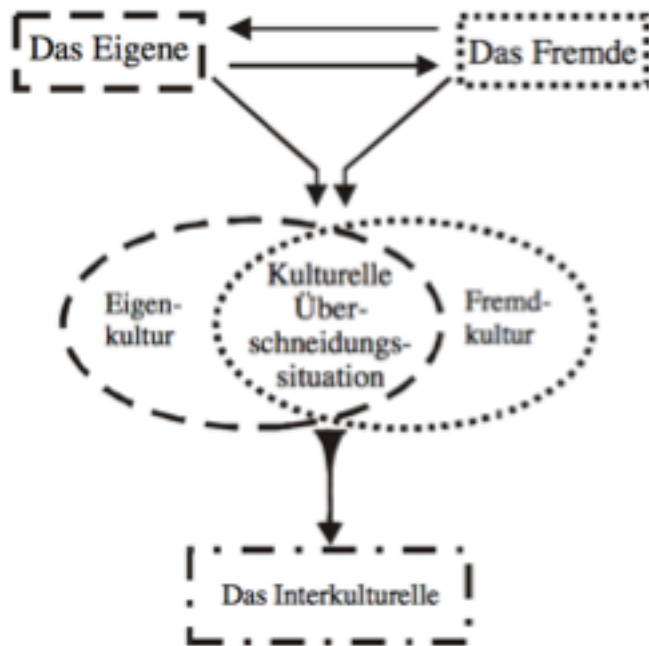 Das Eigene
Das Fremde
Eigen-
kultur
Kulturelle
Über-
schneidungs-
situation
Fremd-
kultur
Das Interkulturelle